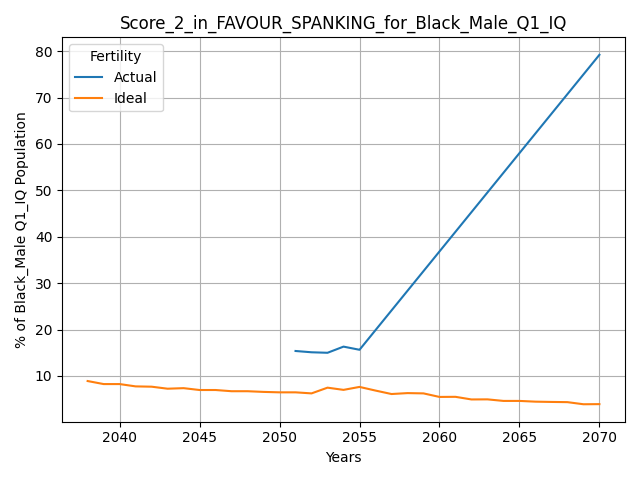 Score_2_in_FAVOUR_SPANKING_for_Black_Male_Q1_IQ
Fertility
Actual
Ideal
% of Black_Male Q1_IQ Population
80
70
60
50
40
30
20
10
2040 2045 2050 2055 2060 2065 2070
Years